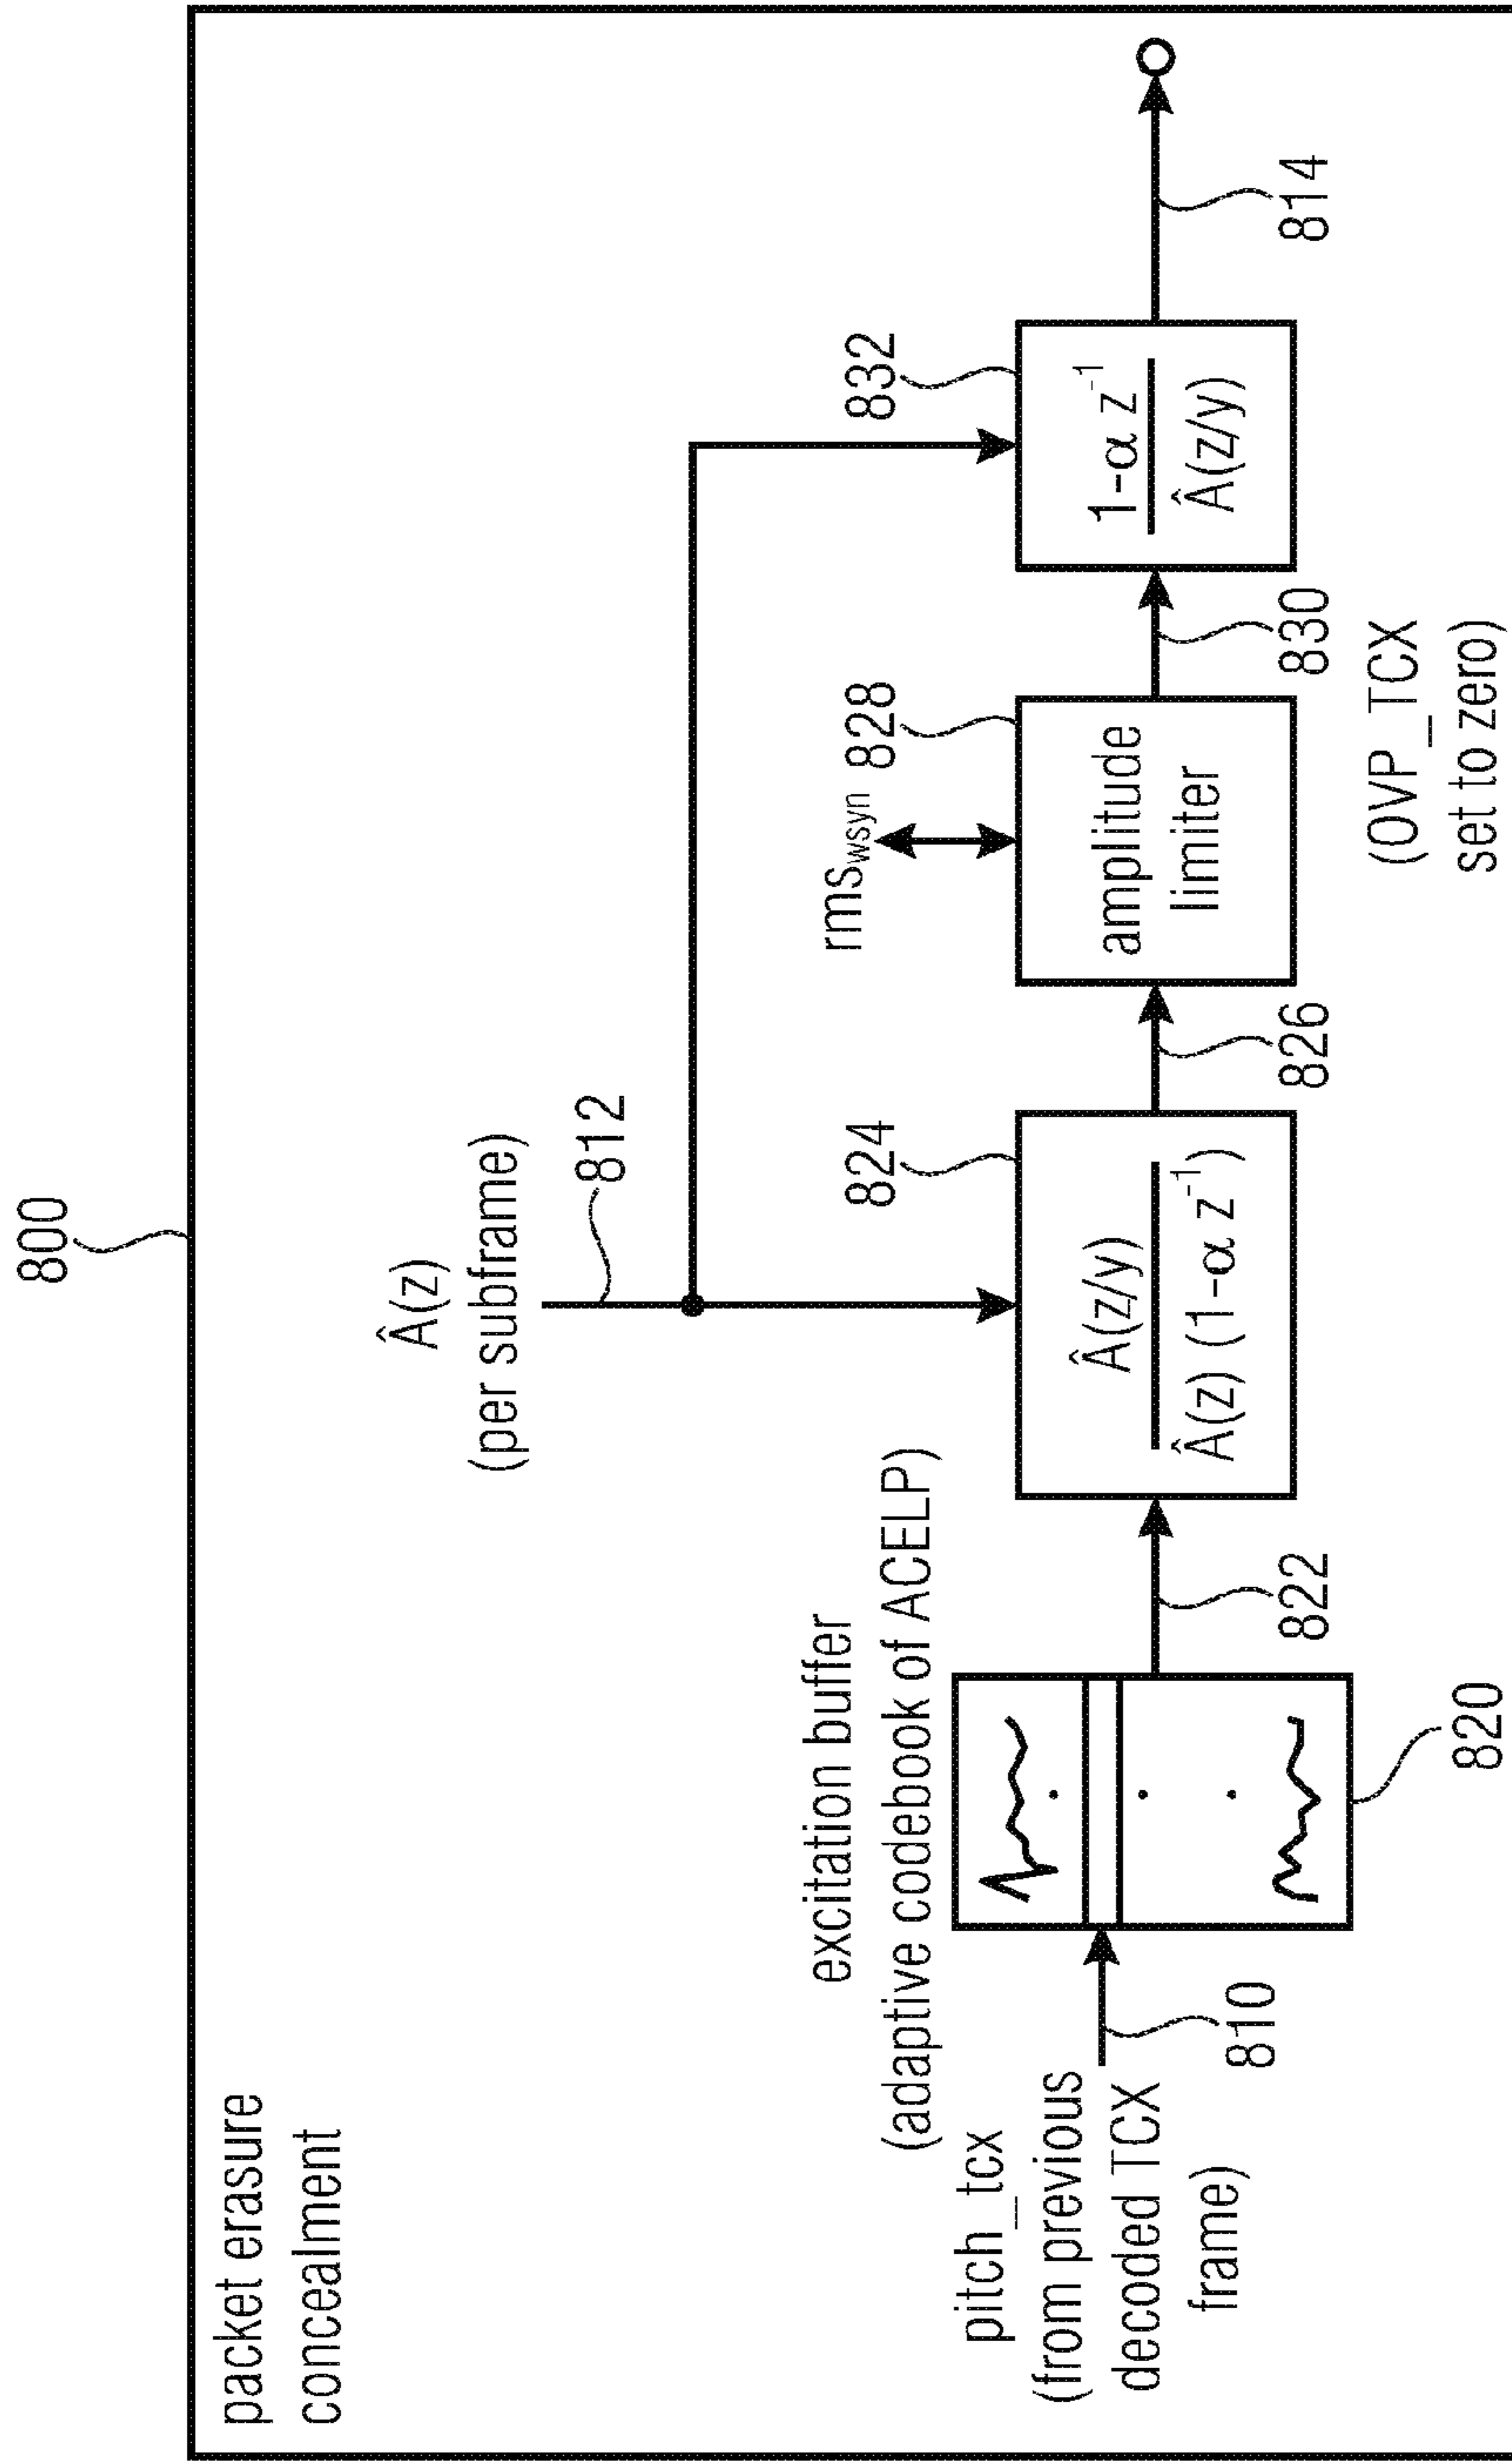 800
packet erasure
concealment
Â(z)
(per subframe)
812
excitation buffer
(adaptive codebook of ACELP)
pitch_tcx
(from previous
decoded TCX
frame)
810
820
822
824
Â(z/y)
Â(z) (1-α z⁻¹)
826
rms_wsyn
828
amplitude
limiter
830
(OVP_TCX
set to zero)
832
1-α z⁻¹
Â(z/y)
814